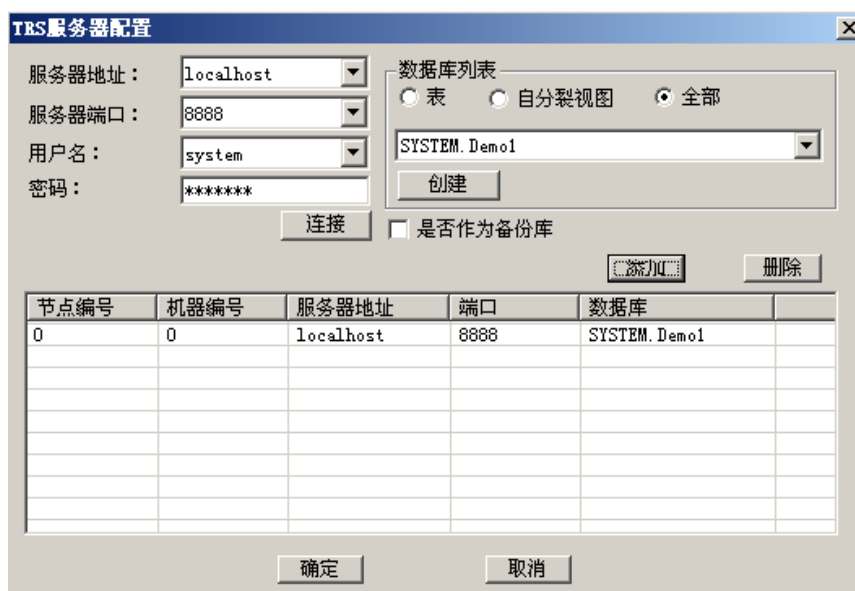 TRS服务器配置
服务器地址： localhost
服务器端口： 8888
用户名： system
密码： *******
连接
数据库列表
表 自分裂视图 全部
SYSTEM.Demo1
创建
是否作为备份库
添加 删除
节点编号 机器编号 服务器地址 端口 数据库
0 0 localhost 8888 SYSTEM.Demo1
确定 取消